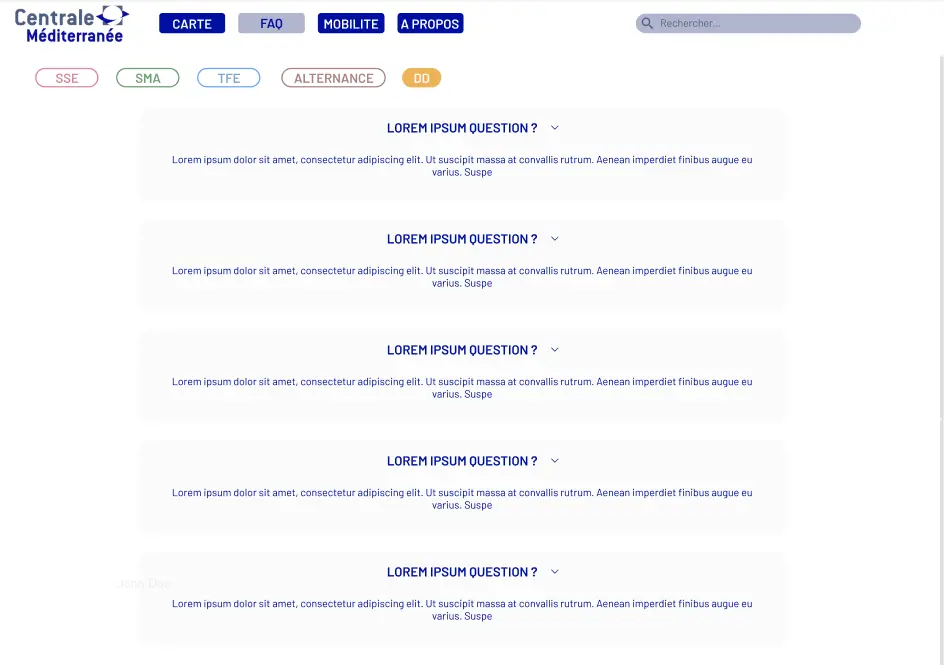 Centrale
Méditerranée
CARTE
FAQ
MOBILITE
A PROPOS
Rechercher...
SSE
SMA
TFE
ALTERNANCE
DD
LOREM IPSUM QUESTION ?
Lorem ipsum dolor sit amet, consectetur adipiscing elit. Ut suscipit massa at convallis rutrum. Aenean imperdiet finibus augue eu
varius. Suspe
LOREM IPSUM QUESTION ?
Lorem ipsum dolor sit amet, consectetur adipiscing elit. Ut suscipit massa at convallis rutrum. Aenean imperdiet finibus augue eu
varius. Suspe
LOREM IPSUM QUESTION ?
Lorem ipsum dolor sit amet, consectetur adipiscing elit. Ut suscipit massa at convallis rutrum. Aenean imperdiet finibus augue eu
varius. Suspe
LOREM IPSUM QUESTION ?
Lorem ipsum dolor sit amet, consectetur adipiscing elit. Ut suscipit massa at convallis rutrum. Aenean imperdiet finibus augue eu
varius. Suspe
LOREM IPSUM QUESTION ?
Lorem ipsum dolor sit amet, consectetur adipiscing elit. Ut suscipit massa at convallis rutrum. Aenean imperdiet finibus augue eu
varius. Suspe